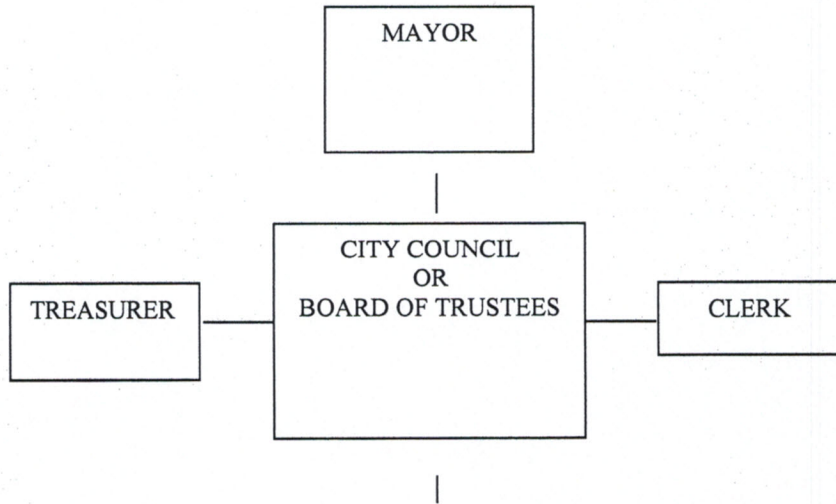 MAYOR
CITY COUNCIL
OR
BOARD OF TRUSTEES
TREASURER
CLERK